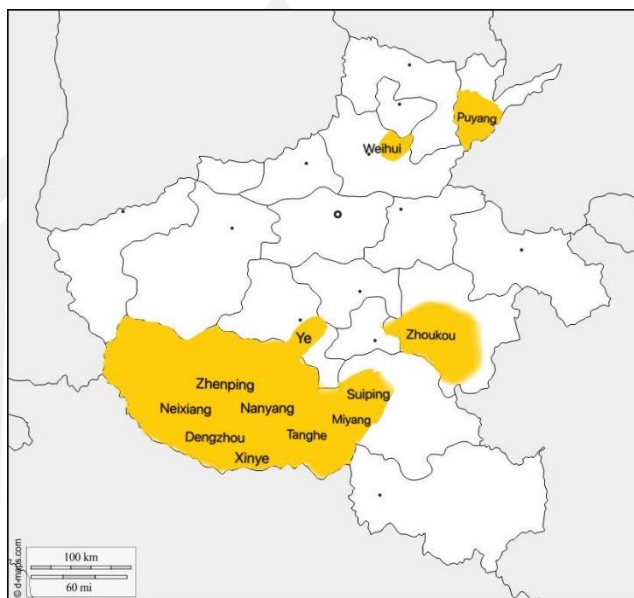 Puyang
Weihui
Ye
Zhoukou
Zhenping
Suiping
Neixiang
Nanyang
Miyang
Dengzhou
Tanghe
Xinye
100 km
60 mi
© d-maps.com